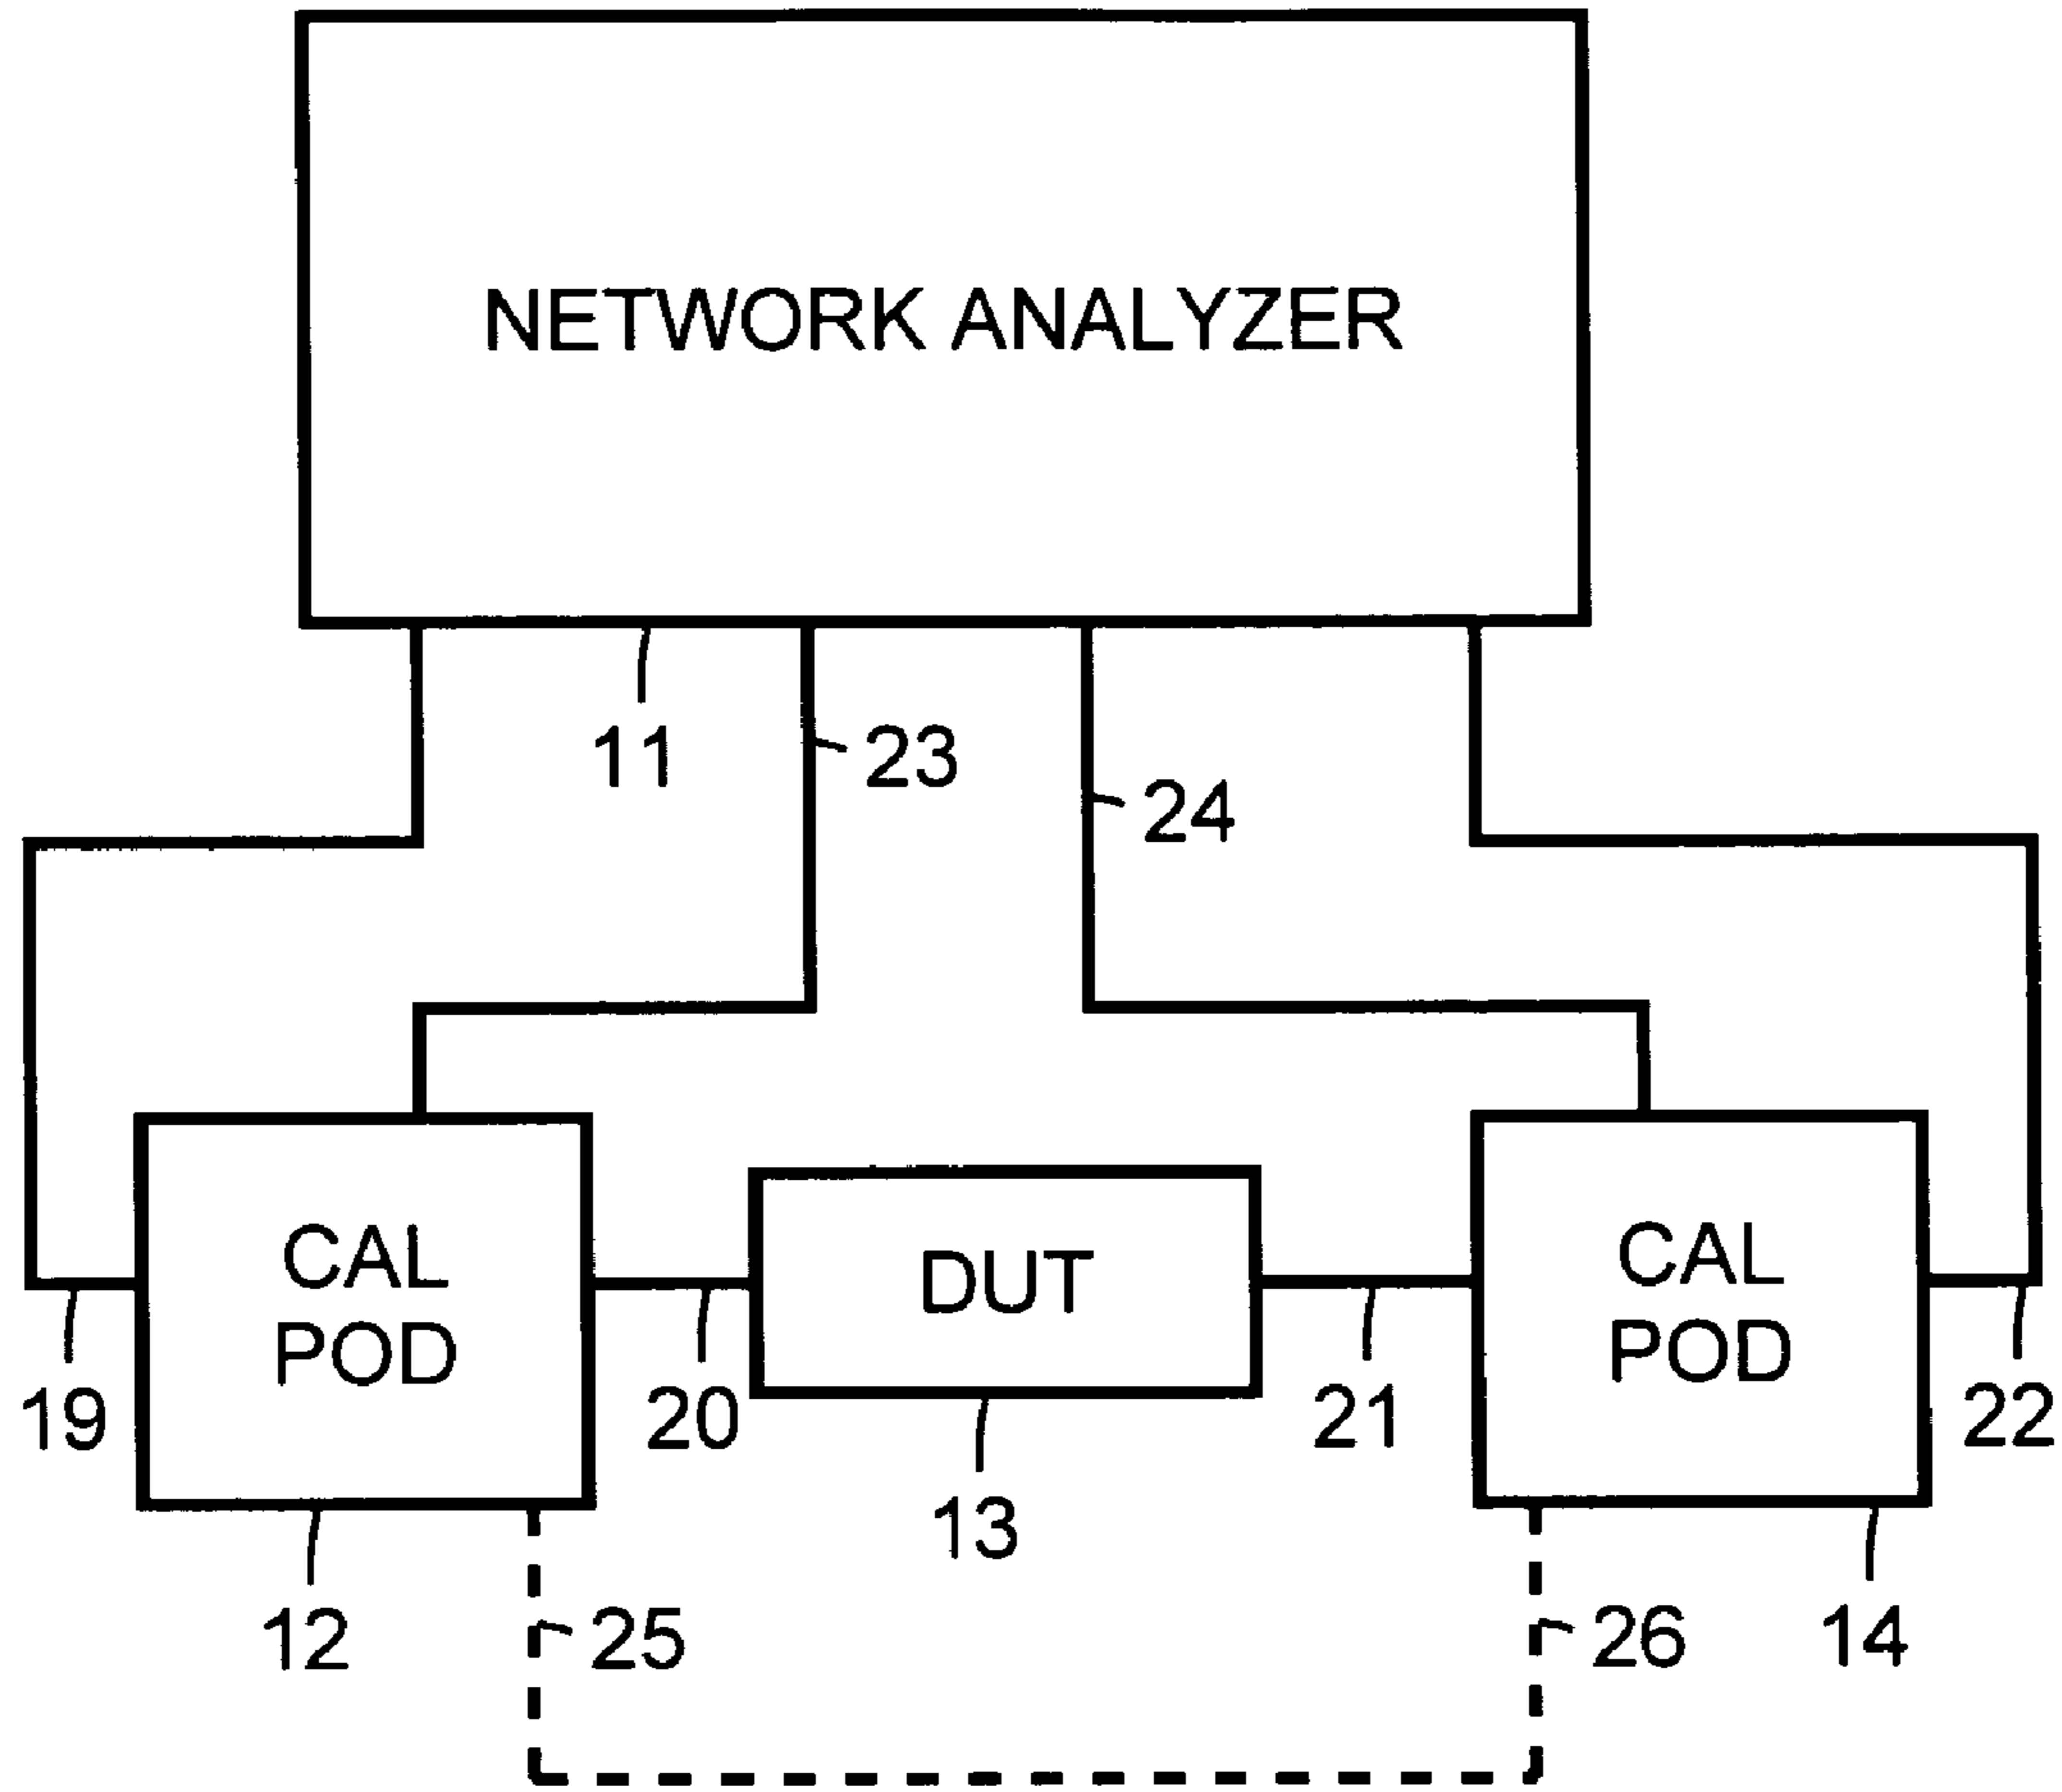 NETWORK ANALYZER
11
23
24
CAL
POD
DUT
CAL
POD
19
20
21
22
13
12
25
26
14